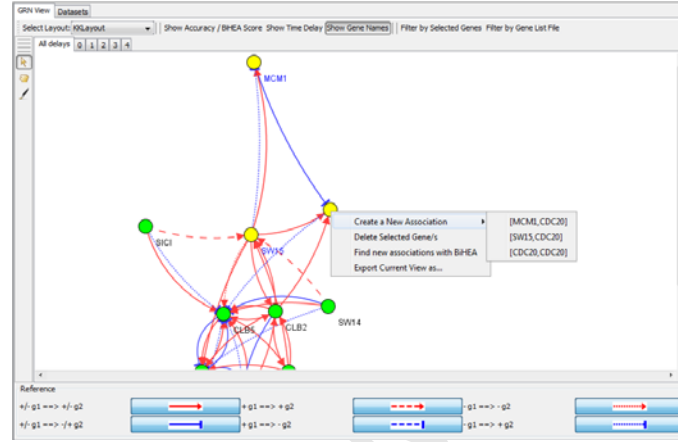 GRN View Datasets
Select Layout: KKLayout Show Accuracy / BiHEA Score Show Time Delay Show Gene Names Filter by Selected Genes Filter by Gene List File
All delays 0 1 2 3 4
MCM1
Create a New Association [MCM1,CDC20]
Delete Selected Gene/s [SW15,CDC20]
Find new associations with BiHEA [CDC20,CDC20]
Export Current View as...
SICI
SW15
CLB5 CLB2 SW14
Reference
+/- g1 ==> +/- g2 +g1 ==> + g2 -g1 ==> - g2
+/- g1 ==> -/+ g2 +g1 ==> - g2 -g1 ==> + g2